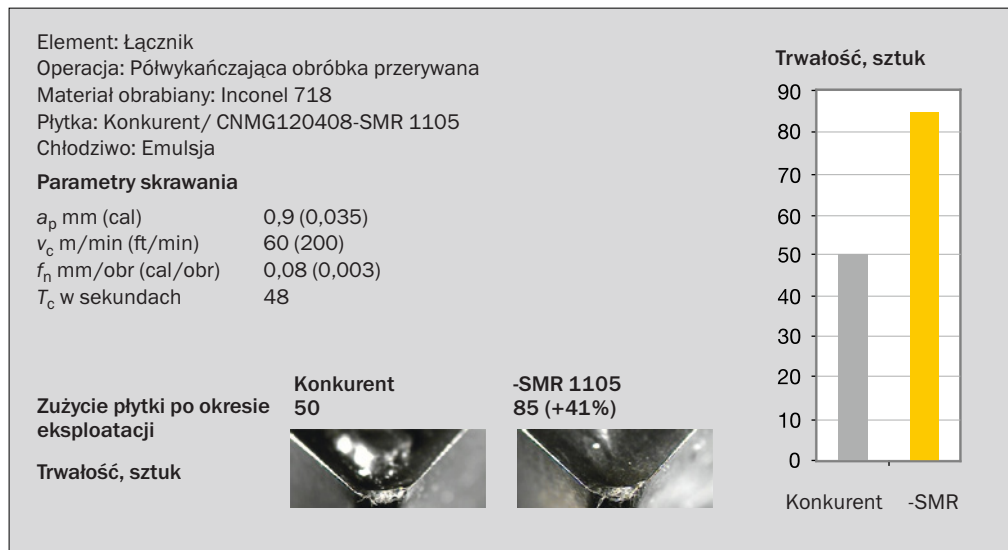 Element: Łącznik
Operacja: Półwykańczająca obróbka przerywana
Materiał obrabiany: Inconel 718
Płytka: Konkurent/ CNMG120408-SMR 1105
Chłodziwo: Emulsja
Parametry skrawania
ap mm (cal) 0,9 (0,035)
vc m/min (ft/min) 60 (200)
fn mm/obr (cal/obr) 0,08 (0,003)
Tc w sekundach 48
Konkurent -SMR 1105
Zużycie płytki po okresie 50 85 (+41%)
eksploatacji
Trwałość, sztuk
Trwałość, sztuk
90
80
70
60
50
40
30
20
10
0
Konkurent -SMR